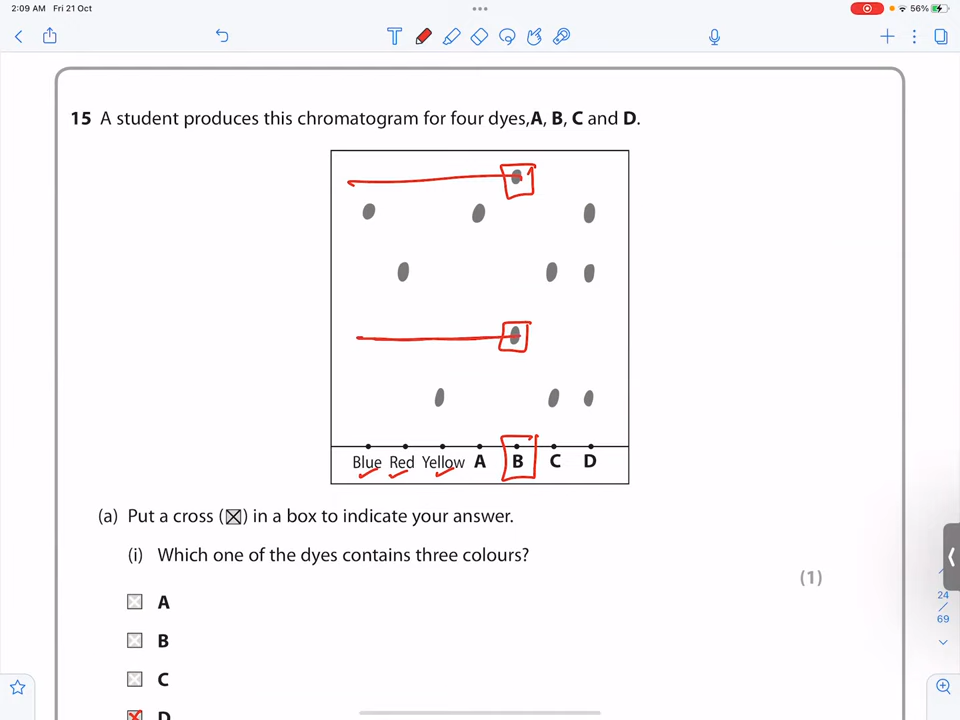 2:09 AM Fri 21 Oct
56%
15 A student produces this chromatogram for four dyes,A, B, C and D.
Blue Red Yellow A B C D
(a) Put a cross (☒) in a box to indicate your answer.
(i) Which one of the dyes contains three colours?
(1)
A
B
C
D
24
/
69